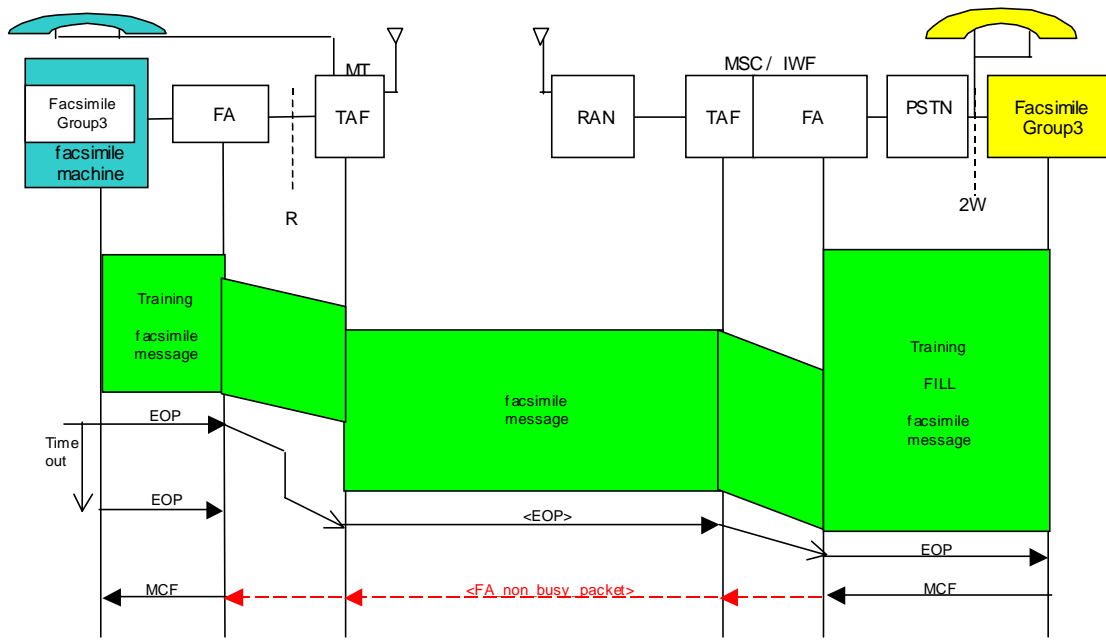 MT
MSC / IWF
Facsimile
Group3
facsimile
machine
FA
TAF
RAN
TAF
FA
PSTN
Facsimile
Group3
R
2W
Training
facsimile
message
facsimile
message
Training
FILL
facsimile
message
EOP
Time
out
EOP
<EOP>
EOP
MCF
<FA non busy packet>
MCF